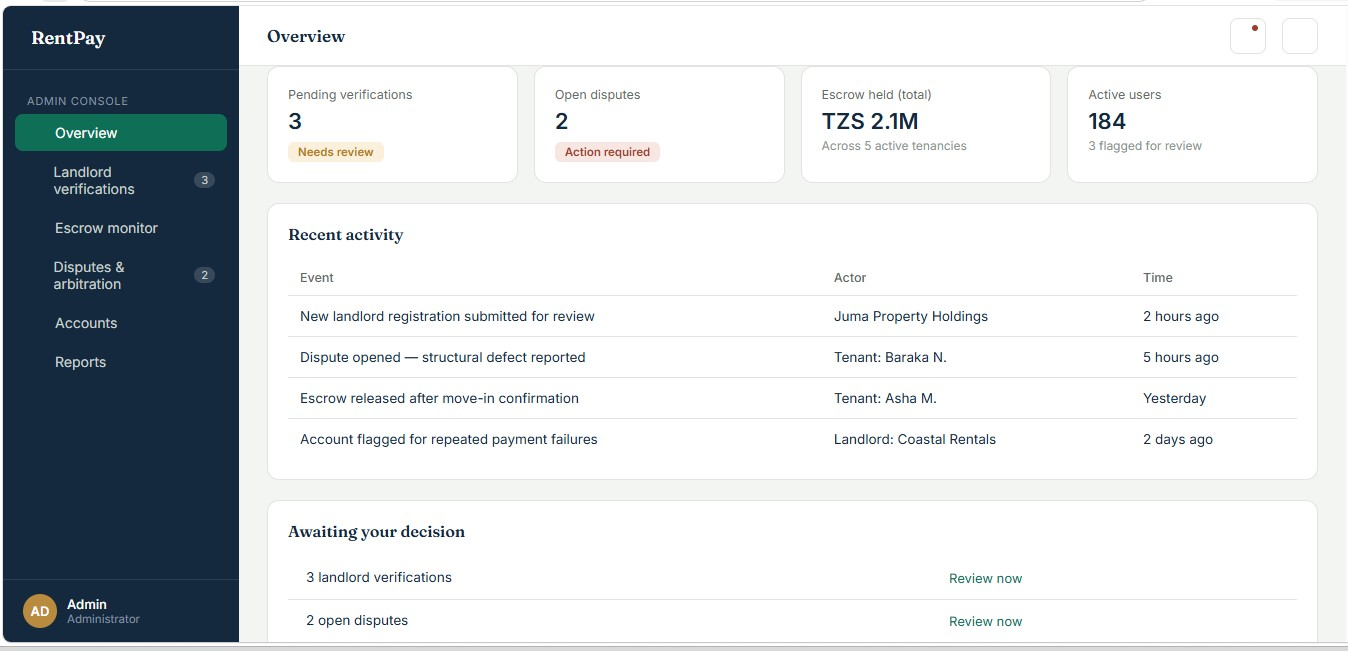 RentPay
ADMIN CONSOLE
Overview
Landlord
verifications
3
Escrow monitor
Disputes &
arbitration
2
Accounts
Reports
AD
Admin
Administrator
Overview
Pending verifications
3
Needs review
Open disputes
2
Action required
Escrow held (total)
TZS 2.1M
Across 5 active tenancies
Active users
184
3 flagged for review
Recent activity
Event Actor Time
New landlord registration submitted for review Juma Property Holdings 2 hours ago
Dispute opened — structural defect reported Tenant: Baraka N. 5 hours ago
Escrow released after move-in confirmation Tenant: Asha M. Yesterday
Account flagged for repeated payment failures Landlord: Coastal Rentals 2 days ago
Awaiting your decision
3 landlord verifications Review now
2 open disputes Review now